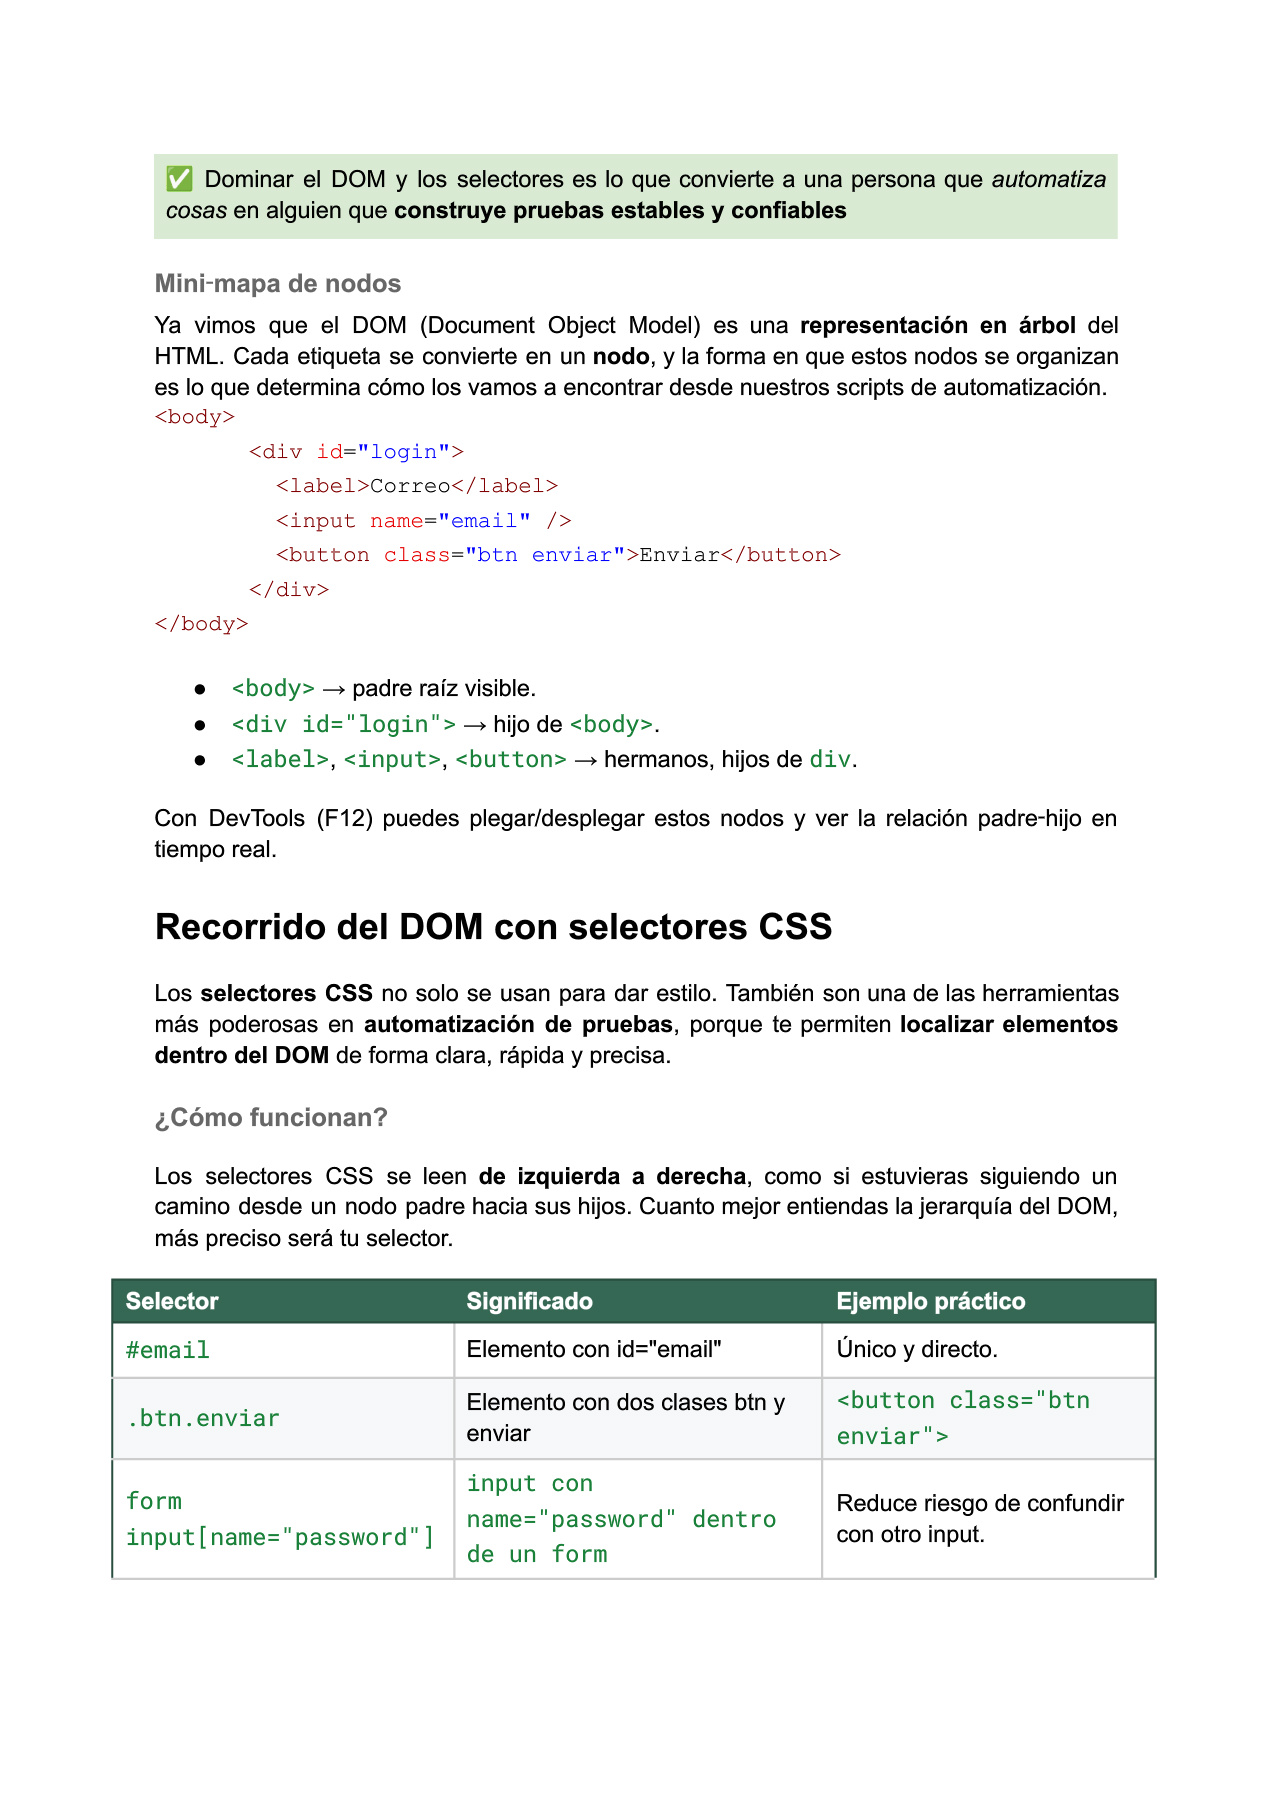 ✅ Dominar el DOM y los selectores es lo que convierte a una persona que automatiza
cosas en alguien que construye pruebas estables y confiables
Mini-mapa de nodos
Ya vimos que el DOM (Document Object Model) es una representación en árbol del
HTML. Cada etiqueta se convierte en un nodo, y la forma en que estos nodos se organizan
es lo que determina cómo los vamos a encontrar desde nuestros scripts de automatización.
<body>
<div id="login">
<label>Correo</label>
<input name="email" />
<button class="btn enviar">Enviar</button>
</div>
</body>
● <body> → padre raíz visible.
● <div id="login"> → hijo de <body>.
● <label>, <input>, <button> → hermanos, hijos de div.
Con DevTools (F12) puedes plegar/desplegar estos nodos y ver la relación padre-hijo en
tiempo real.
Recorrido del DOM con selectores CSS
Los selectores CSS no solo se usan para dar estilo. También son una de las herramientas
más poderosas en automatización de pruebas, porque te permiten localizar elementos
dentro del DOM de forma clara, rápida y precisa.
¿Cómo funcionan?
Los selectores CSS se leen de izquierda a derecha, como si estuvieras siguiendo un
camino desde un nodo padre hacia sus hijos. Cuanto mejor entiendas la jerarquía del DOM,
más preciso será tu selector.
Selector Significado Ejemplo práctico
#email Elemento con id="email" Único y directo.
.btn.enviar
Elemento con dos clases btn y
enviar
<button class="btn
enviar">
form
input[name="password"]
input con
name="password" dentro
de un form
Reduce riesgo de confundir
con otro input.